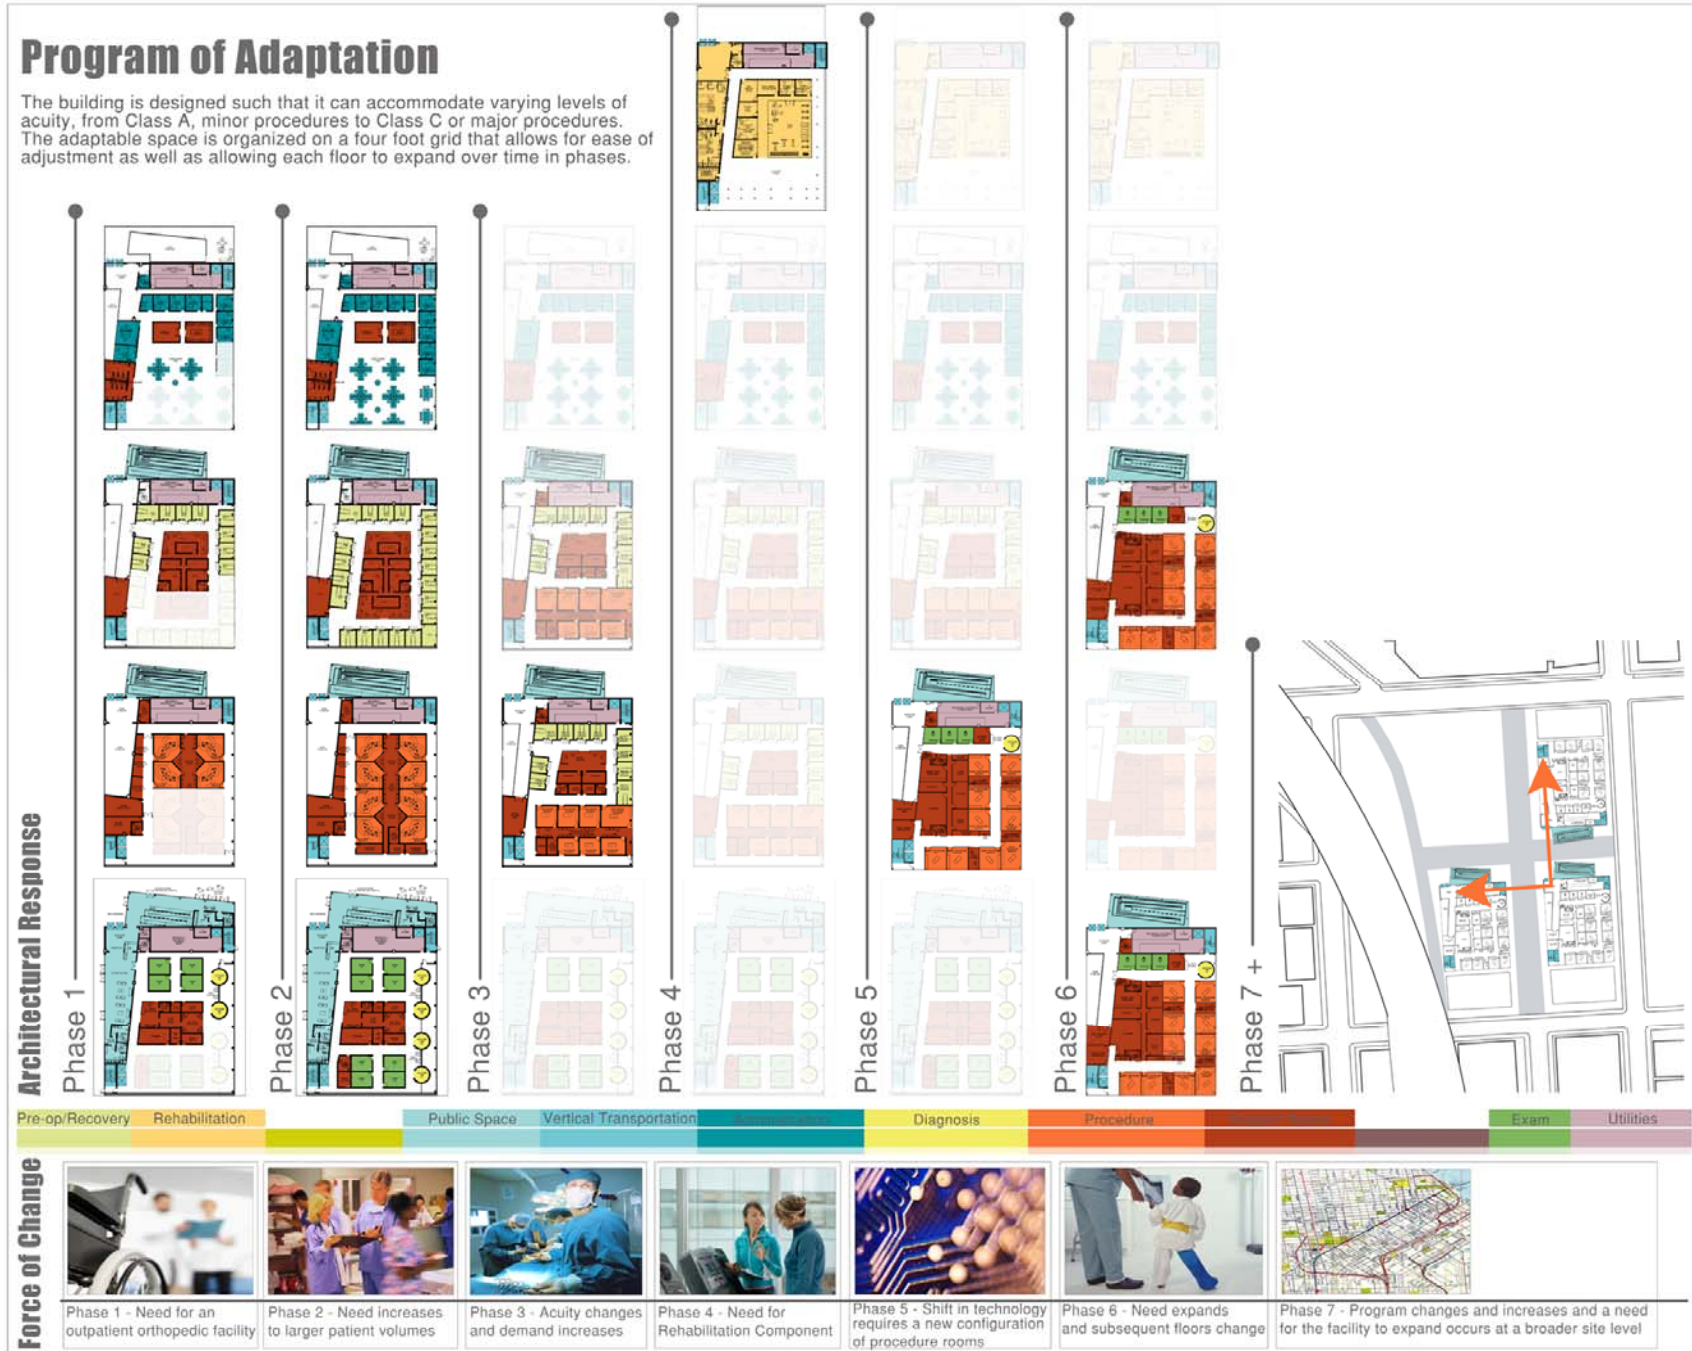 Program of Adaptation
The building is designed such that it can accommodate varying levels of
acuity, from Class A, minor procedures to Class C or major procedures.
The adaptable space is organized on a four foot grid that allows for ease of
adjustment as well as allowing each floor to expand over time in phases.
Architectural Response
Phase 1
Phase 2
Phase 3
Phase 4
Phase 5
Phase 6
Phase 7 +
Pre-op/Recovery
Rehabilitation
Public Space
Vertical Transportation
Diagnosis
Procedure
Exam
Utilities
Force of Change
Phase 1 - Need for an
outpatient orthopedic facility
Phase 2 - Need increases
to larger patient volumes
Phase 3 - Acuity changes
and demand increases
Phase 4 - Need for
Rehabilitation Component
Phase 5 - Shift in technology
requires a new configuration
of procedure rooms
Phase 6 - Need expands
and subsequent floors change
Phase 7 - Program changes and increases and a need
for the facility to expand occurs at a broader site level